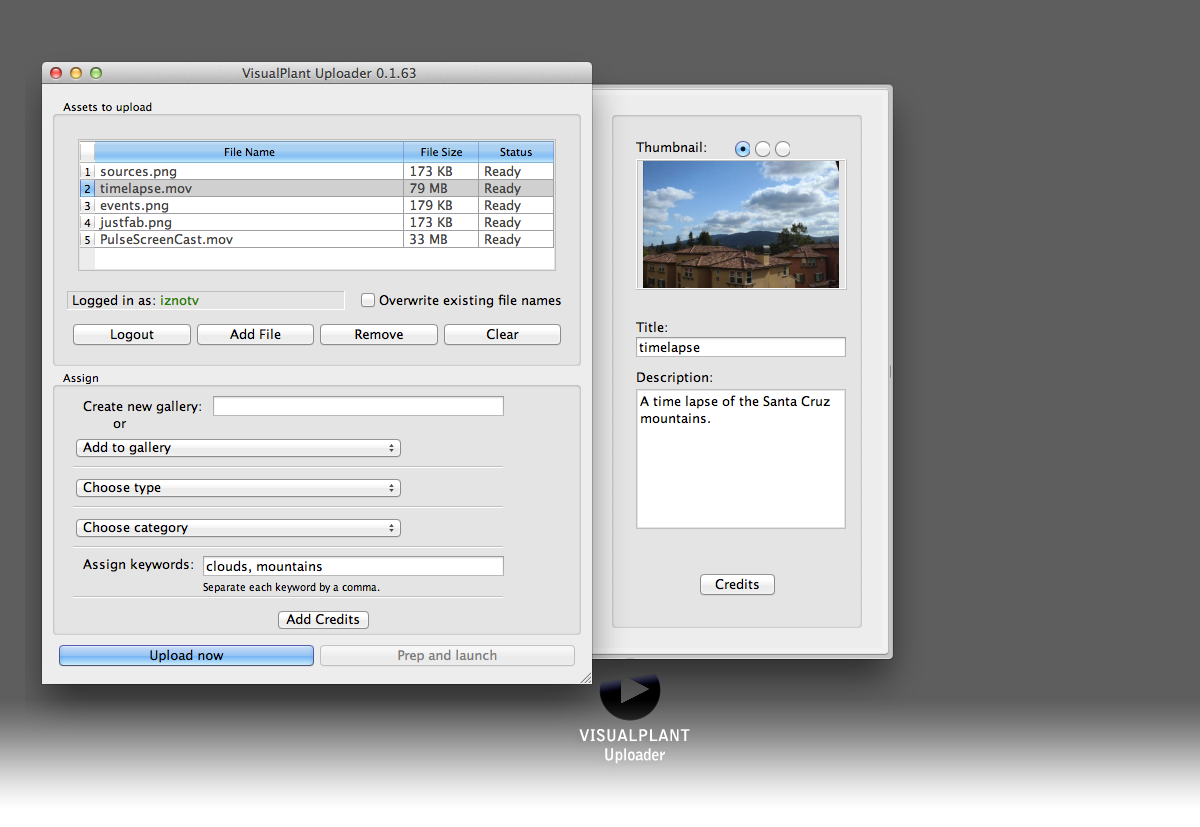 VisualPlant Uploader 0.1.63
Assets to upload
File Name File Size Status
1 sources.png 173 KB Ready
2 timelapse.mov 79 MB Ready
3 events.png 179 KB Ready
4 justfab.png 173 KB Ready
5 PulseScreenCast.mov 33 MB Ready
Logged in as: iznotv
Overwrite existing file names
Logout Add File Remove Clear
Assign
Create new gallery:
or
Add to gallery
Choose type
Choose category
Assign keywords: clouds, mountains
Separate each keyword by a comma.
Add Credits
Upload now Prep and launch
Thumbnail:
Title:
timelapse
Description:
A time lapse of the Santa Cruz
mountains.
Credits
VISUALPLANT
Uploader